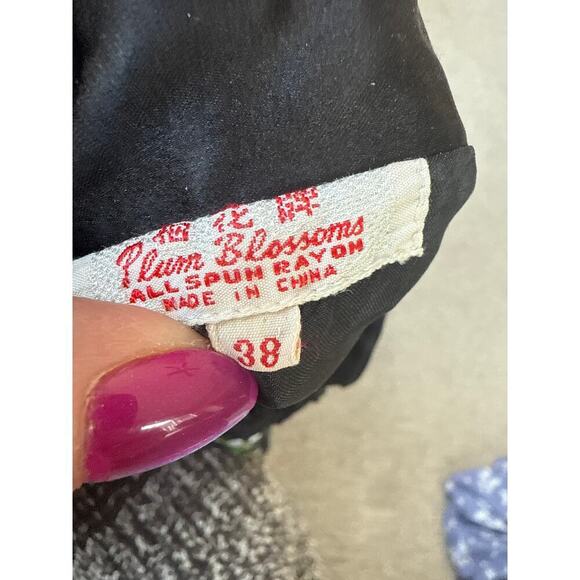 梅花牌
Plum Blossoms
ALL SPUN RAYON
MADE IN CHINA
38